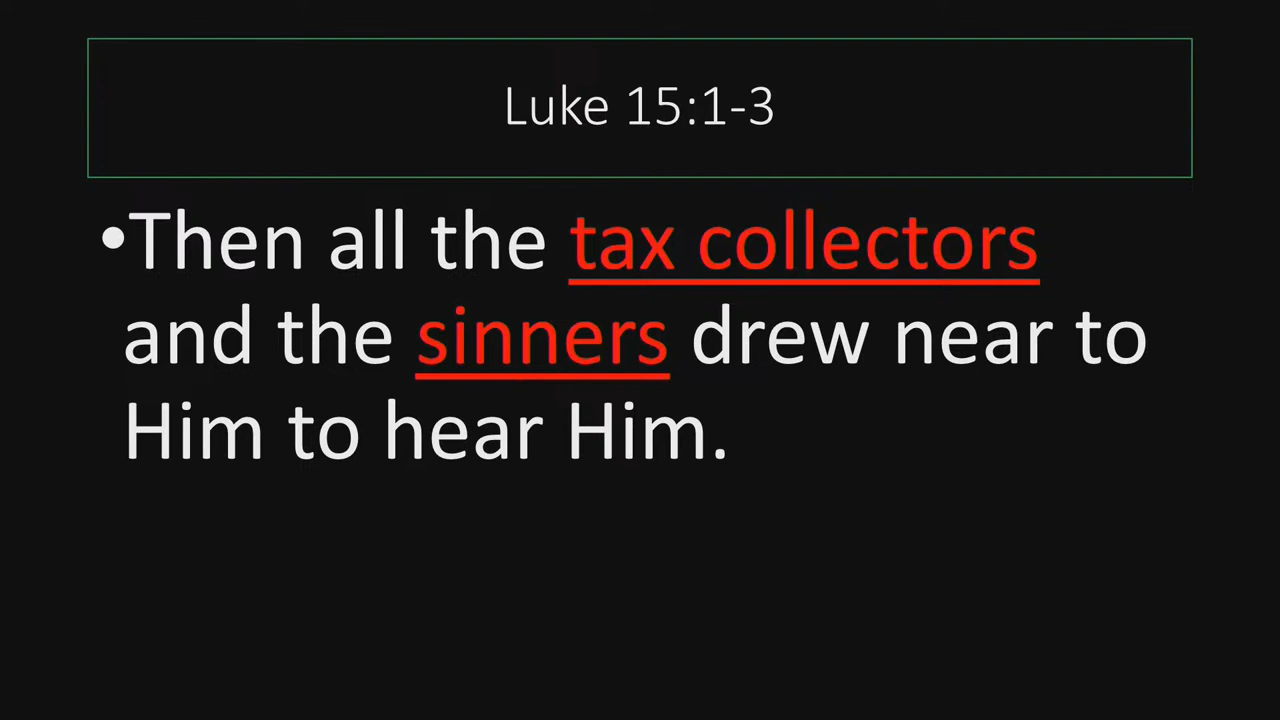 Luke 15:1-3
•Then all the tax collectors
and the sinners drew near to
Him to hear Him.